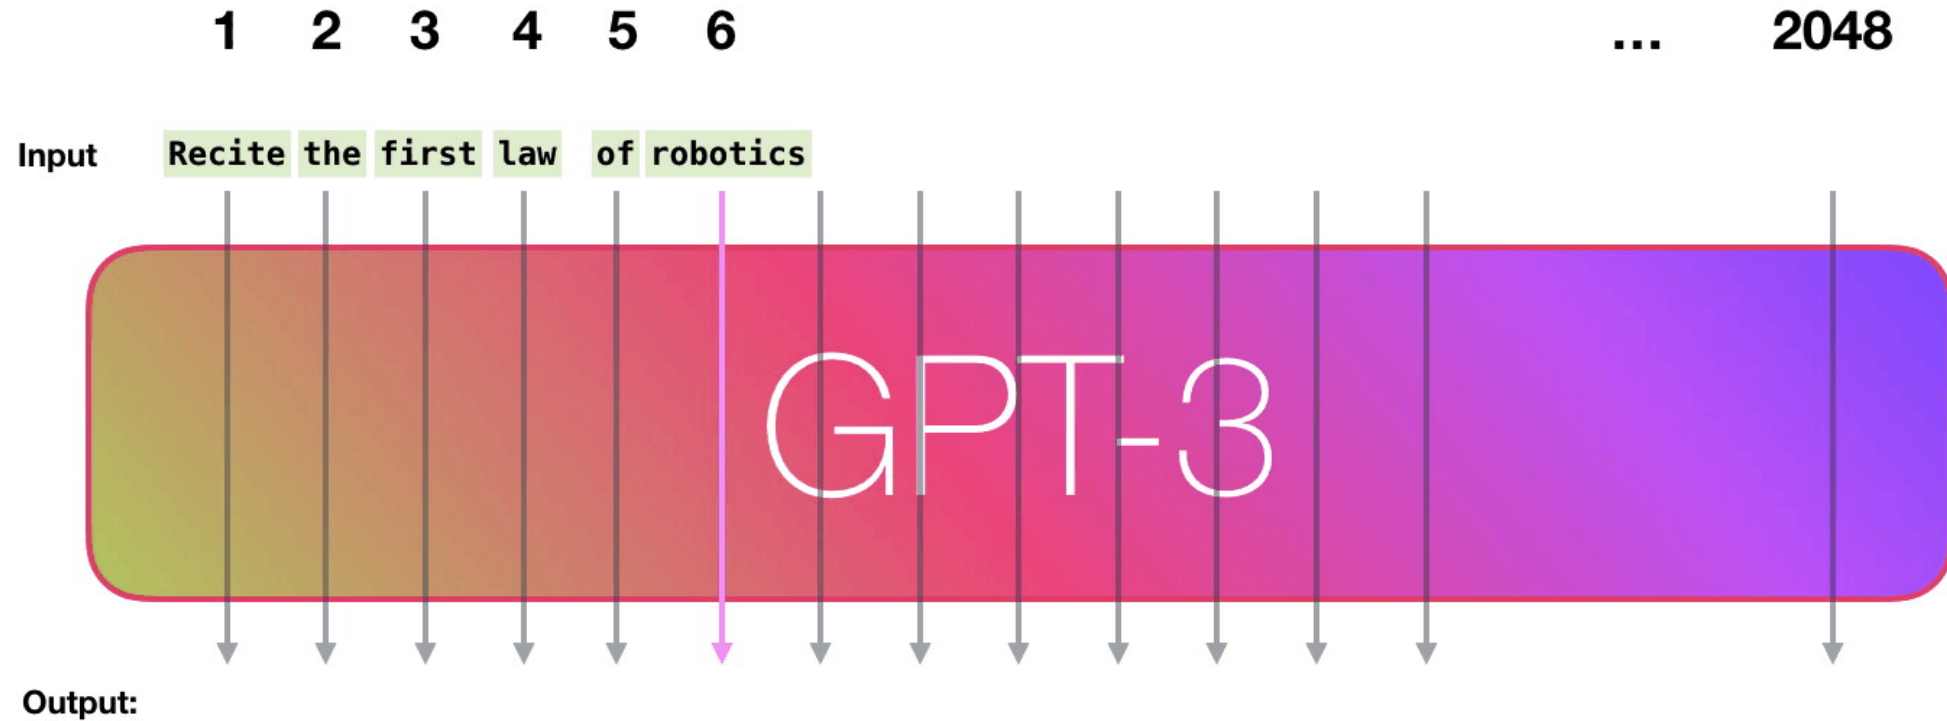 1 2 3 4 5 6 ... 2048
Input Recite the first law of robotics
GPT-3
Output: